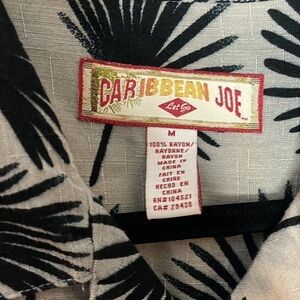 CARIBBEAN JOE
Let Go
M
100% RAYON/
RAYONNE/
RAYON
MADE IN
CHINA
FAIT EN
CHINE
HECHO EN
CHINA
RN#104521
CA# 23438